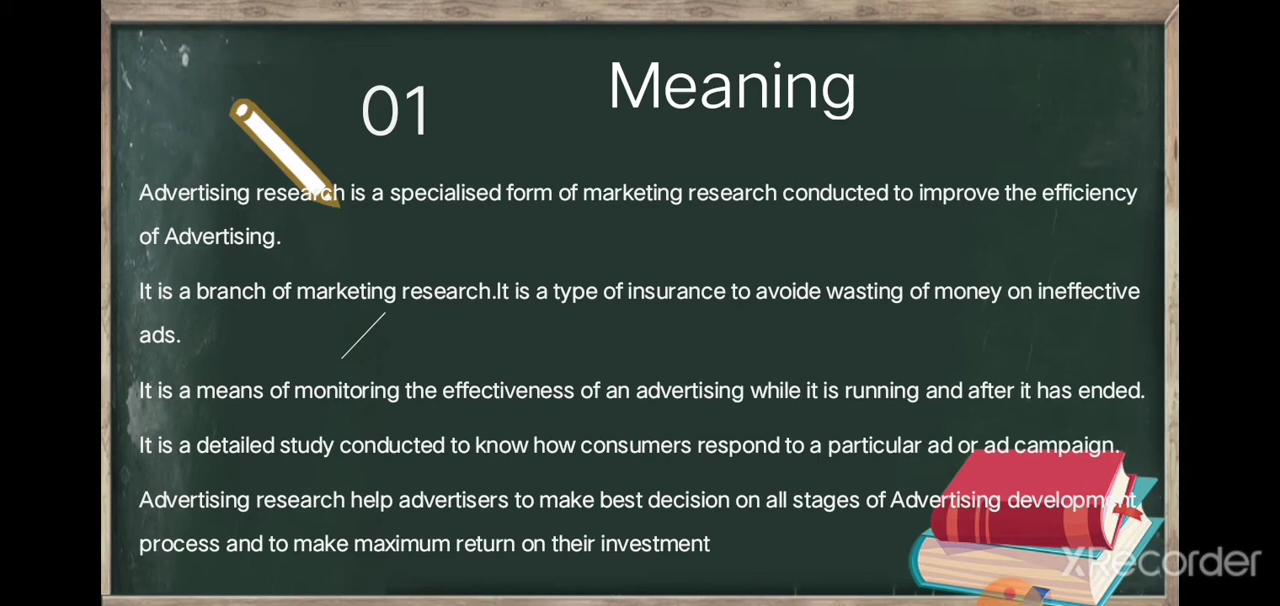 01
Meaning
Advertising research is a specialised form of marketing research conducted to improve the efficiency
of Advertising.
It is a branch of marketing research.It is a type of insurance to avoide wasting of money on ineffective
ads.
It is a means of monitoring the effectiveness of an advertising while it is running and after it has ended.
It is a detailed study conducted to know how consumers respond to a particular ad or ad campaign.
Advertising research help advertisers to make best decision on all stages of Advertising development
process and to make maximum return on their investment
XRecorder